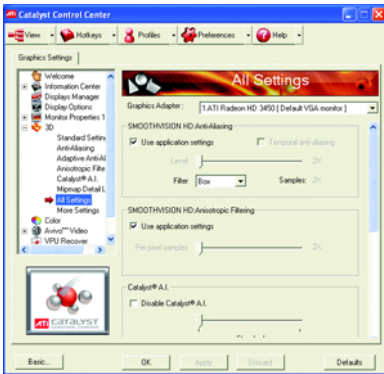 ATI Catalyst Control Center
View Hotkeys Profiles Preferences Help
Graphics Settings
Welcome
Information Center
Displays Manager
Display Options
Monitor Properties 1
3D
Standard Settin
Anti-Aliasing
Adaptive Anti-Al
Anisotropic Filte
Catalyst® A.I.
Mipmap Detail L
All Settings
More Settings
Color
Avivo™ Video
VPU Recover
ATI CATALYST
CONTROL CENTER
All Settings
Graphics Adapter: 1.ATI Radeon HD 3450 [ Default VGA monitor ]
SMOOTHVISION HD:Anti-Aliasing
Use application settings Temporal anti-aliasing
Level 2X
Filter Box Samples: 2X
SMOOTHVISION HD:Anisotropic Filtering
Use application settings
Per pixel samples 2X
Catalyst® A.I.
Disable Catalyst® A.I.
Basic... OK Apply Discard Defaults